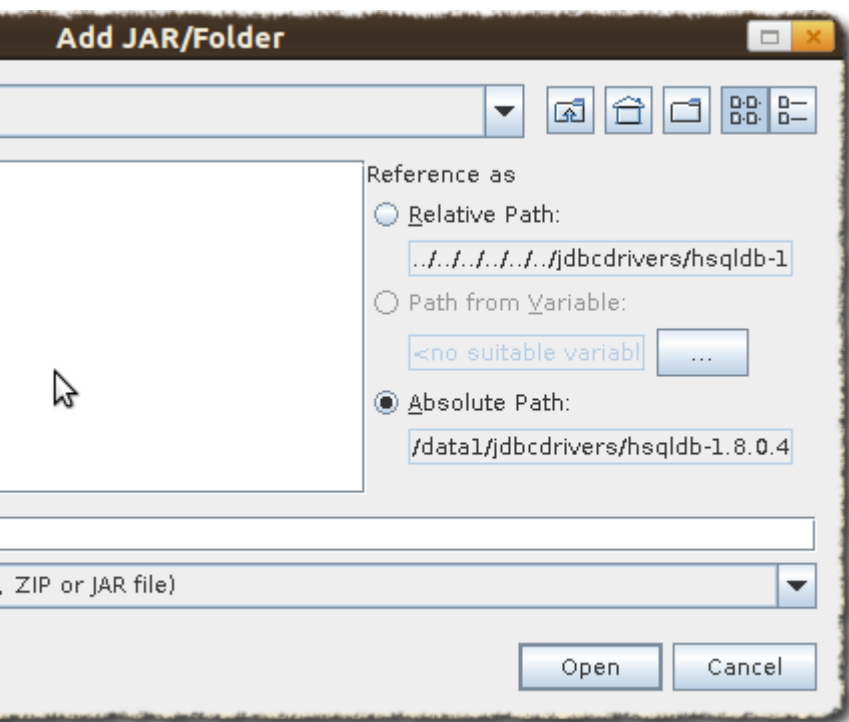 Add JAR/Folder
Reference as
Relative Path:
../../../../../../jdbcdrivers/hsqldb-1
Path from Variable:
<no suitable variabl
...
Absolute Path:
/data1/jdbcdrivers/hsqldb-1.8.0.4
, ZIP or JAR file)
Open Cancel